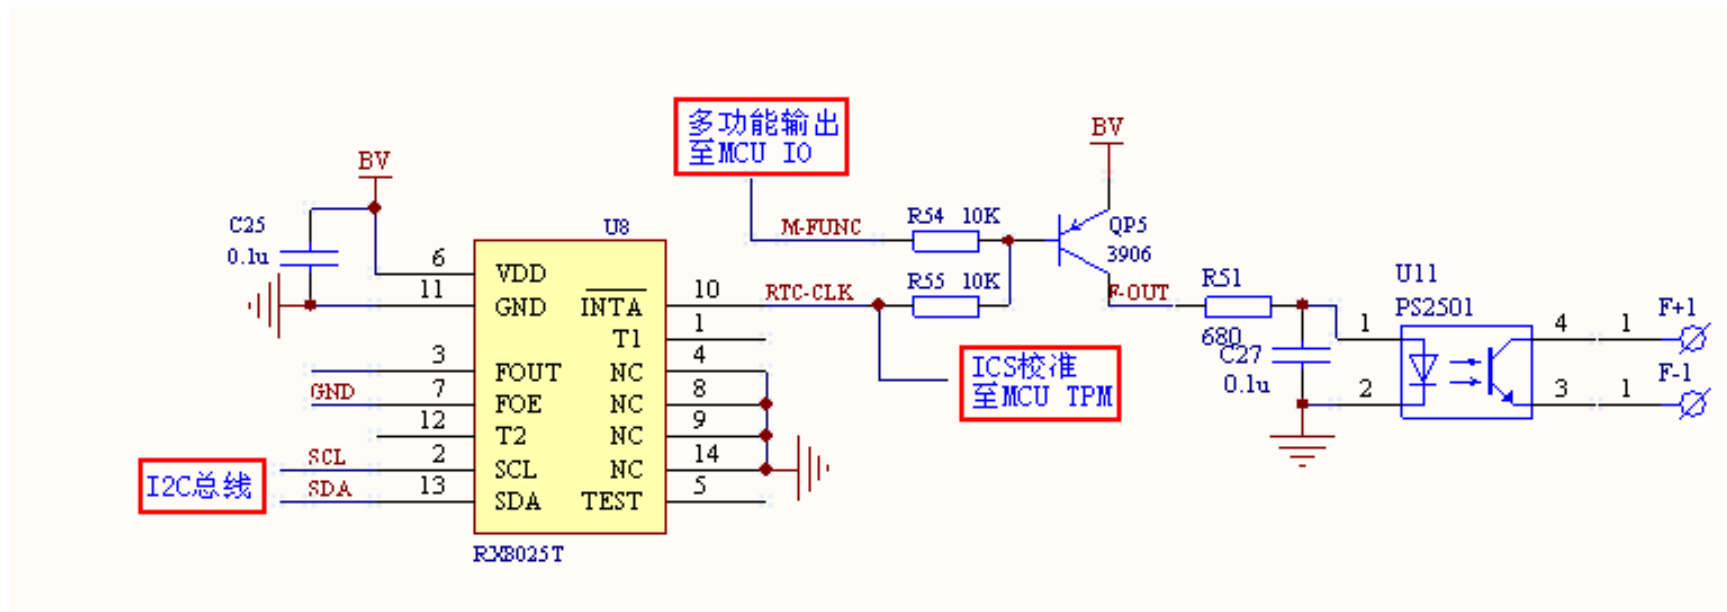 多功能输出
至MCU IO
BV
BV
C25
0.1u
U8
M-FUNC
R54 10K
QP5
3906
6
VDD
11
GND
INTA
10
RTC-CLK
R55 10K
F-OUT
R51
680
U11
PS2501
F+1
1
T1
3
FOUT
NC
4
GND
7
FOE
NC
8
12
T2
NC
9
SCL
2
SCL
NC
14
SDA
13
SDA
TEST
5
I2C总线
RX8025T
ICS校准
至MCU TPM
C27
0.1u
1
2
4
1
3
1
F-1